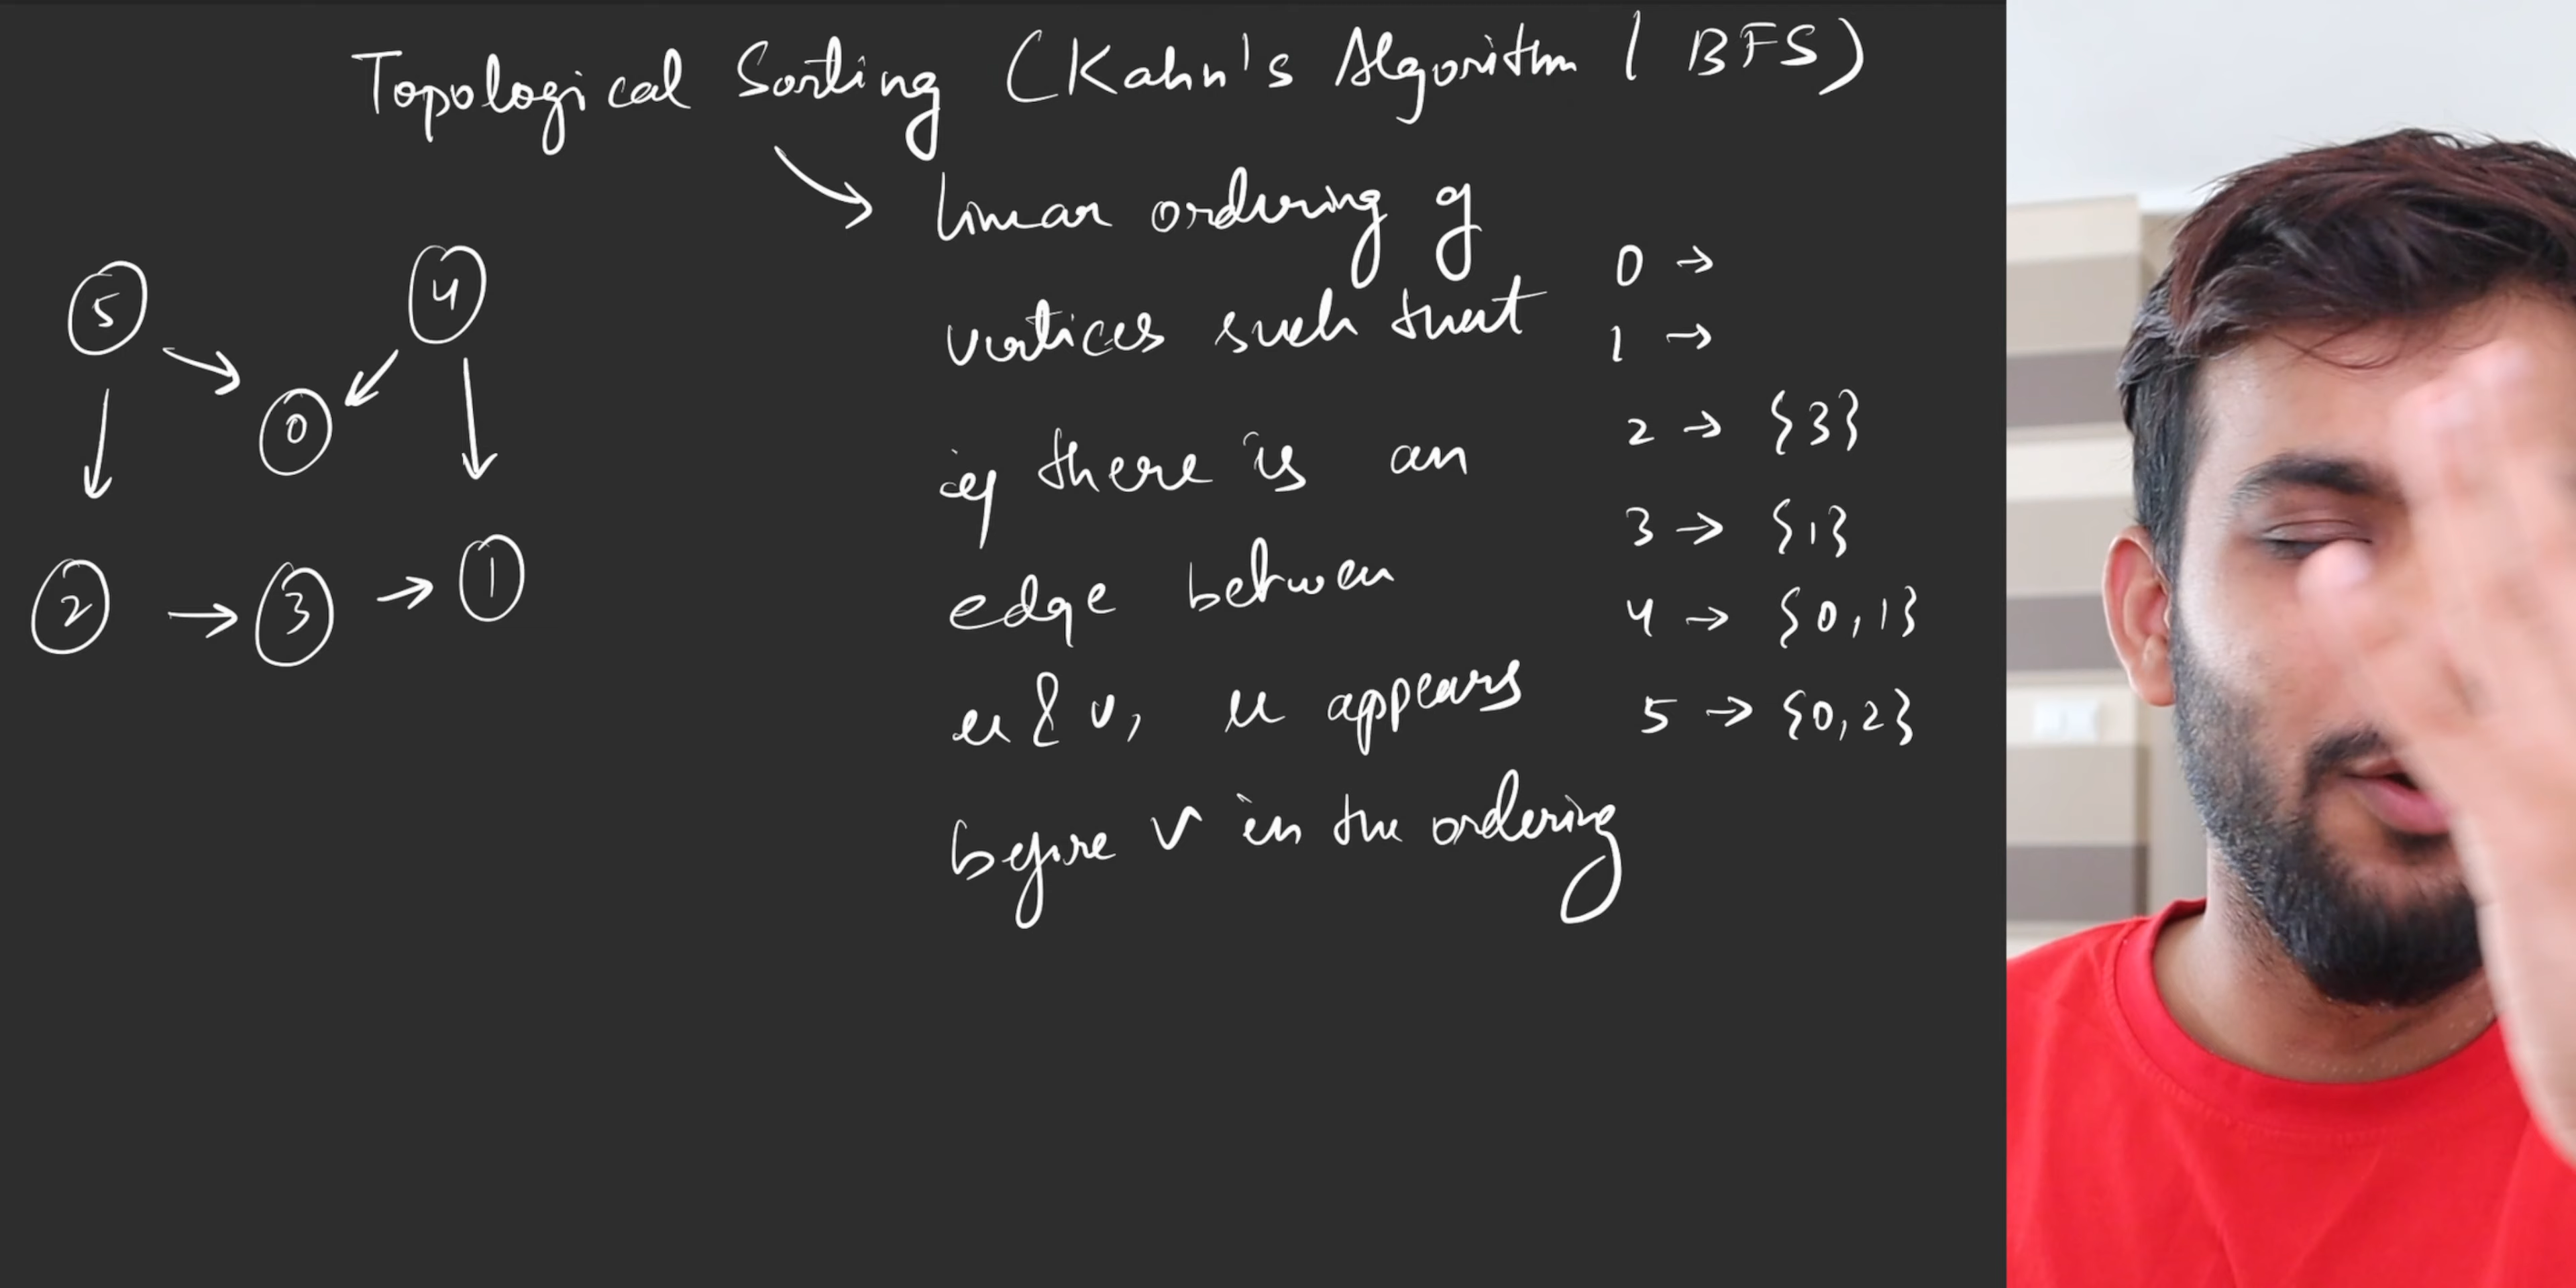 Topological Sorting (Kahn's Algorithm | BFS)
→ linear ordering of
vertices such that
if there is an
edge between
u & v, u appears
before v in the ordering
5 4
0
2 → 3 → 1
0 →
1 →
2 → {3}
3 → {1}
4 → {0,1}
5 → {0,2}